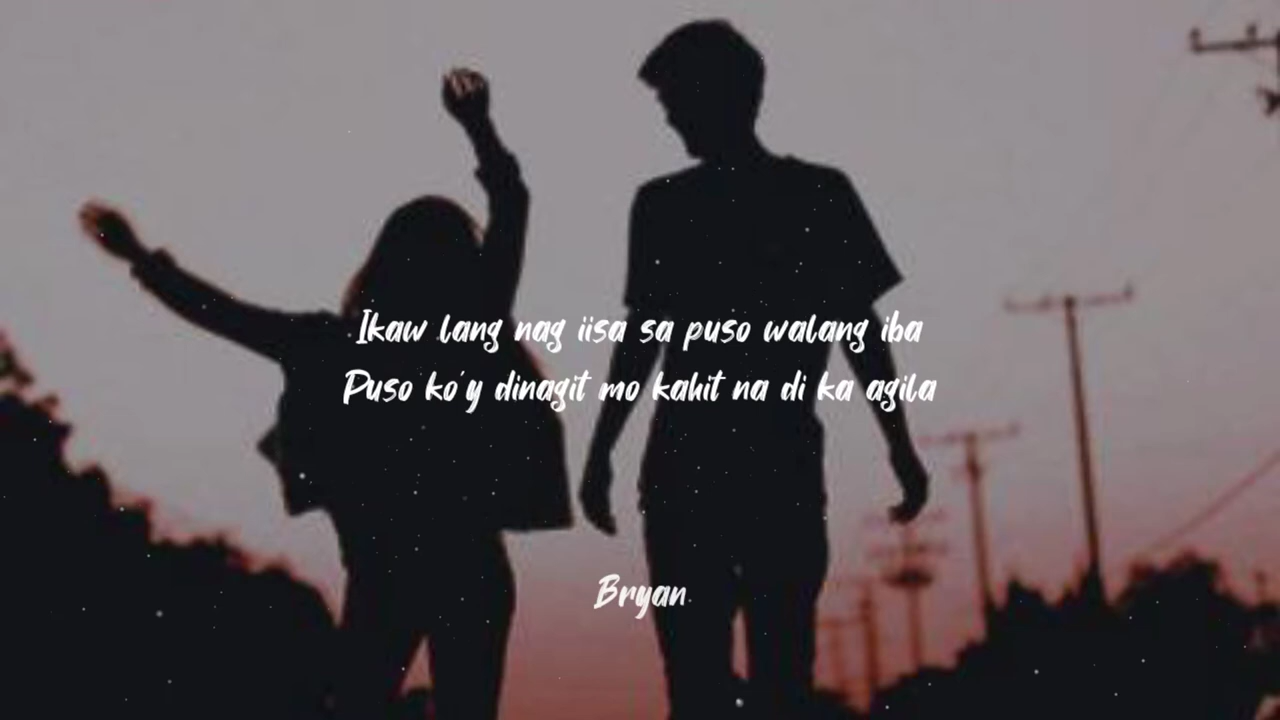 Ikaw lang nag iisa sa puso walang iba
Puso ko'y dinagit mo kahit na di ka agila
Bryan